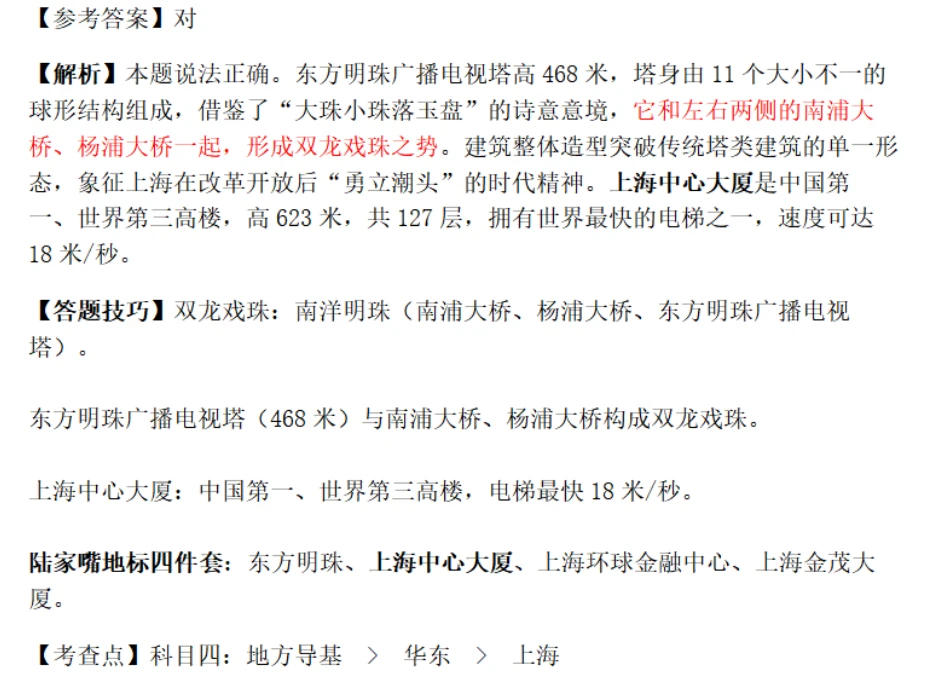 【参考答案】对
【解析】本题说法正确。东方明珠广播电视塔高 468 米，塔身由 11 个大小不一的
球形结构组成，借鉴了“大珠小珠落玉盘”的诗意意境，它和左右两侧的南浦大
桥、杨浦大桥一起，形成双龙戏珠之势。建筑整体造型突破传统塔类建筑的单一形
态，象征上海在改革开放后“勇立潮头”的时代精神。上海中心大厦是中国第
一、世界第三高楼，高 623 米，共 127 层，拥有世界最快的电梯之一，速度可达
18 米/秒。
【答题技巧】双龙戏珠：南洋明珠（南浦大桥、杨浦大桥、东方明珠广播电视
塔）。
东方明珠广播电视塔（468 米）与南浦大桥、杨浦大桥构成双龙戏珠。
上海中心大厦：中国第一、世界第三高楼，电梯最快 18 米/秒。
陆家嘴地标四件套：东方明珠、上海中心大厦、上海环球金融中心、上海金茂大
厦。
【考查点】科目四：地方导基 > 华东 > 上海